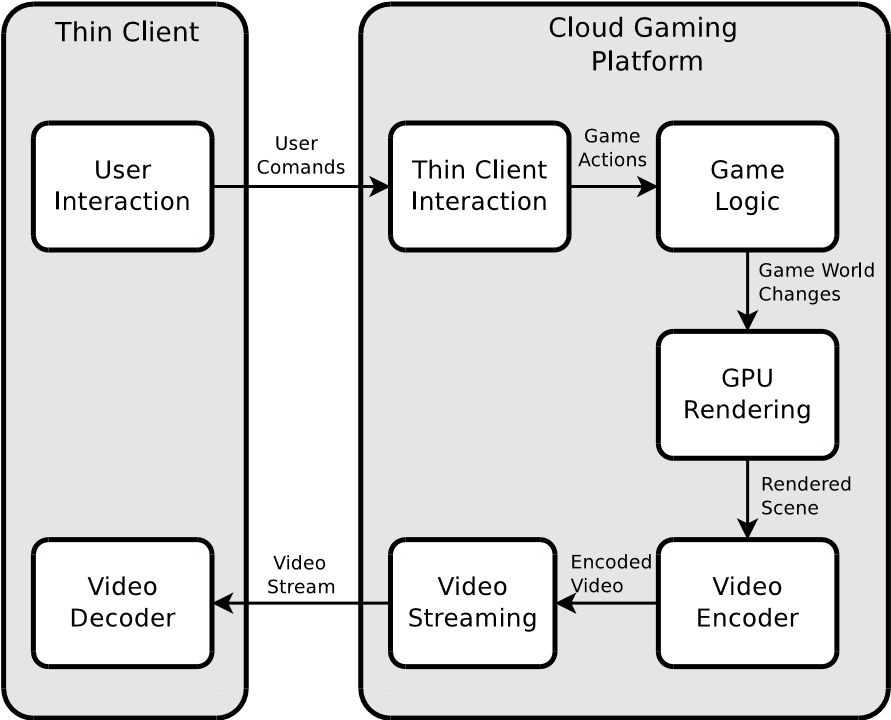 Thin Client
Cloud Gaming
Platform
User
Interaction
User
Comands
Thin Client
Interaction
Game
Actions
Game
Logic
Game World
Changes
GPU
Rendering
Rendered
Scene
Video
Decoder
Video
Stream
Video
Streaming
Encoded
Video
Video
Encoder